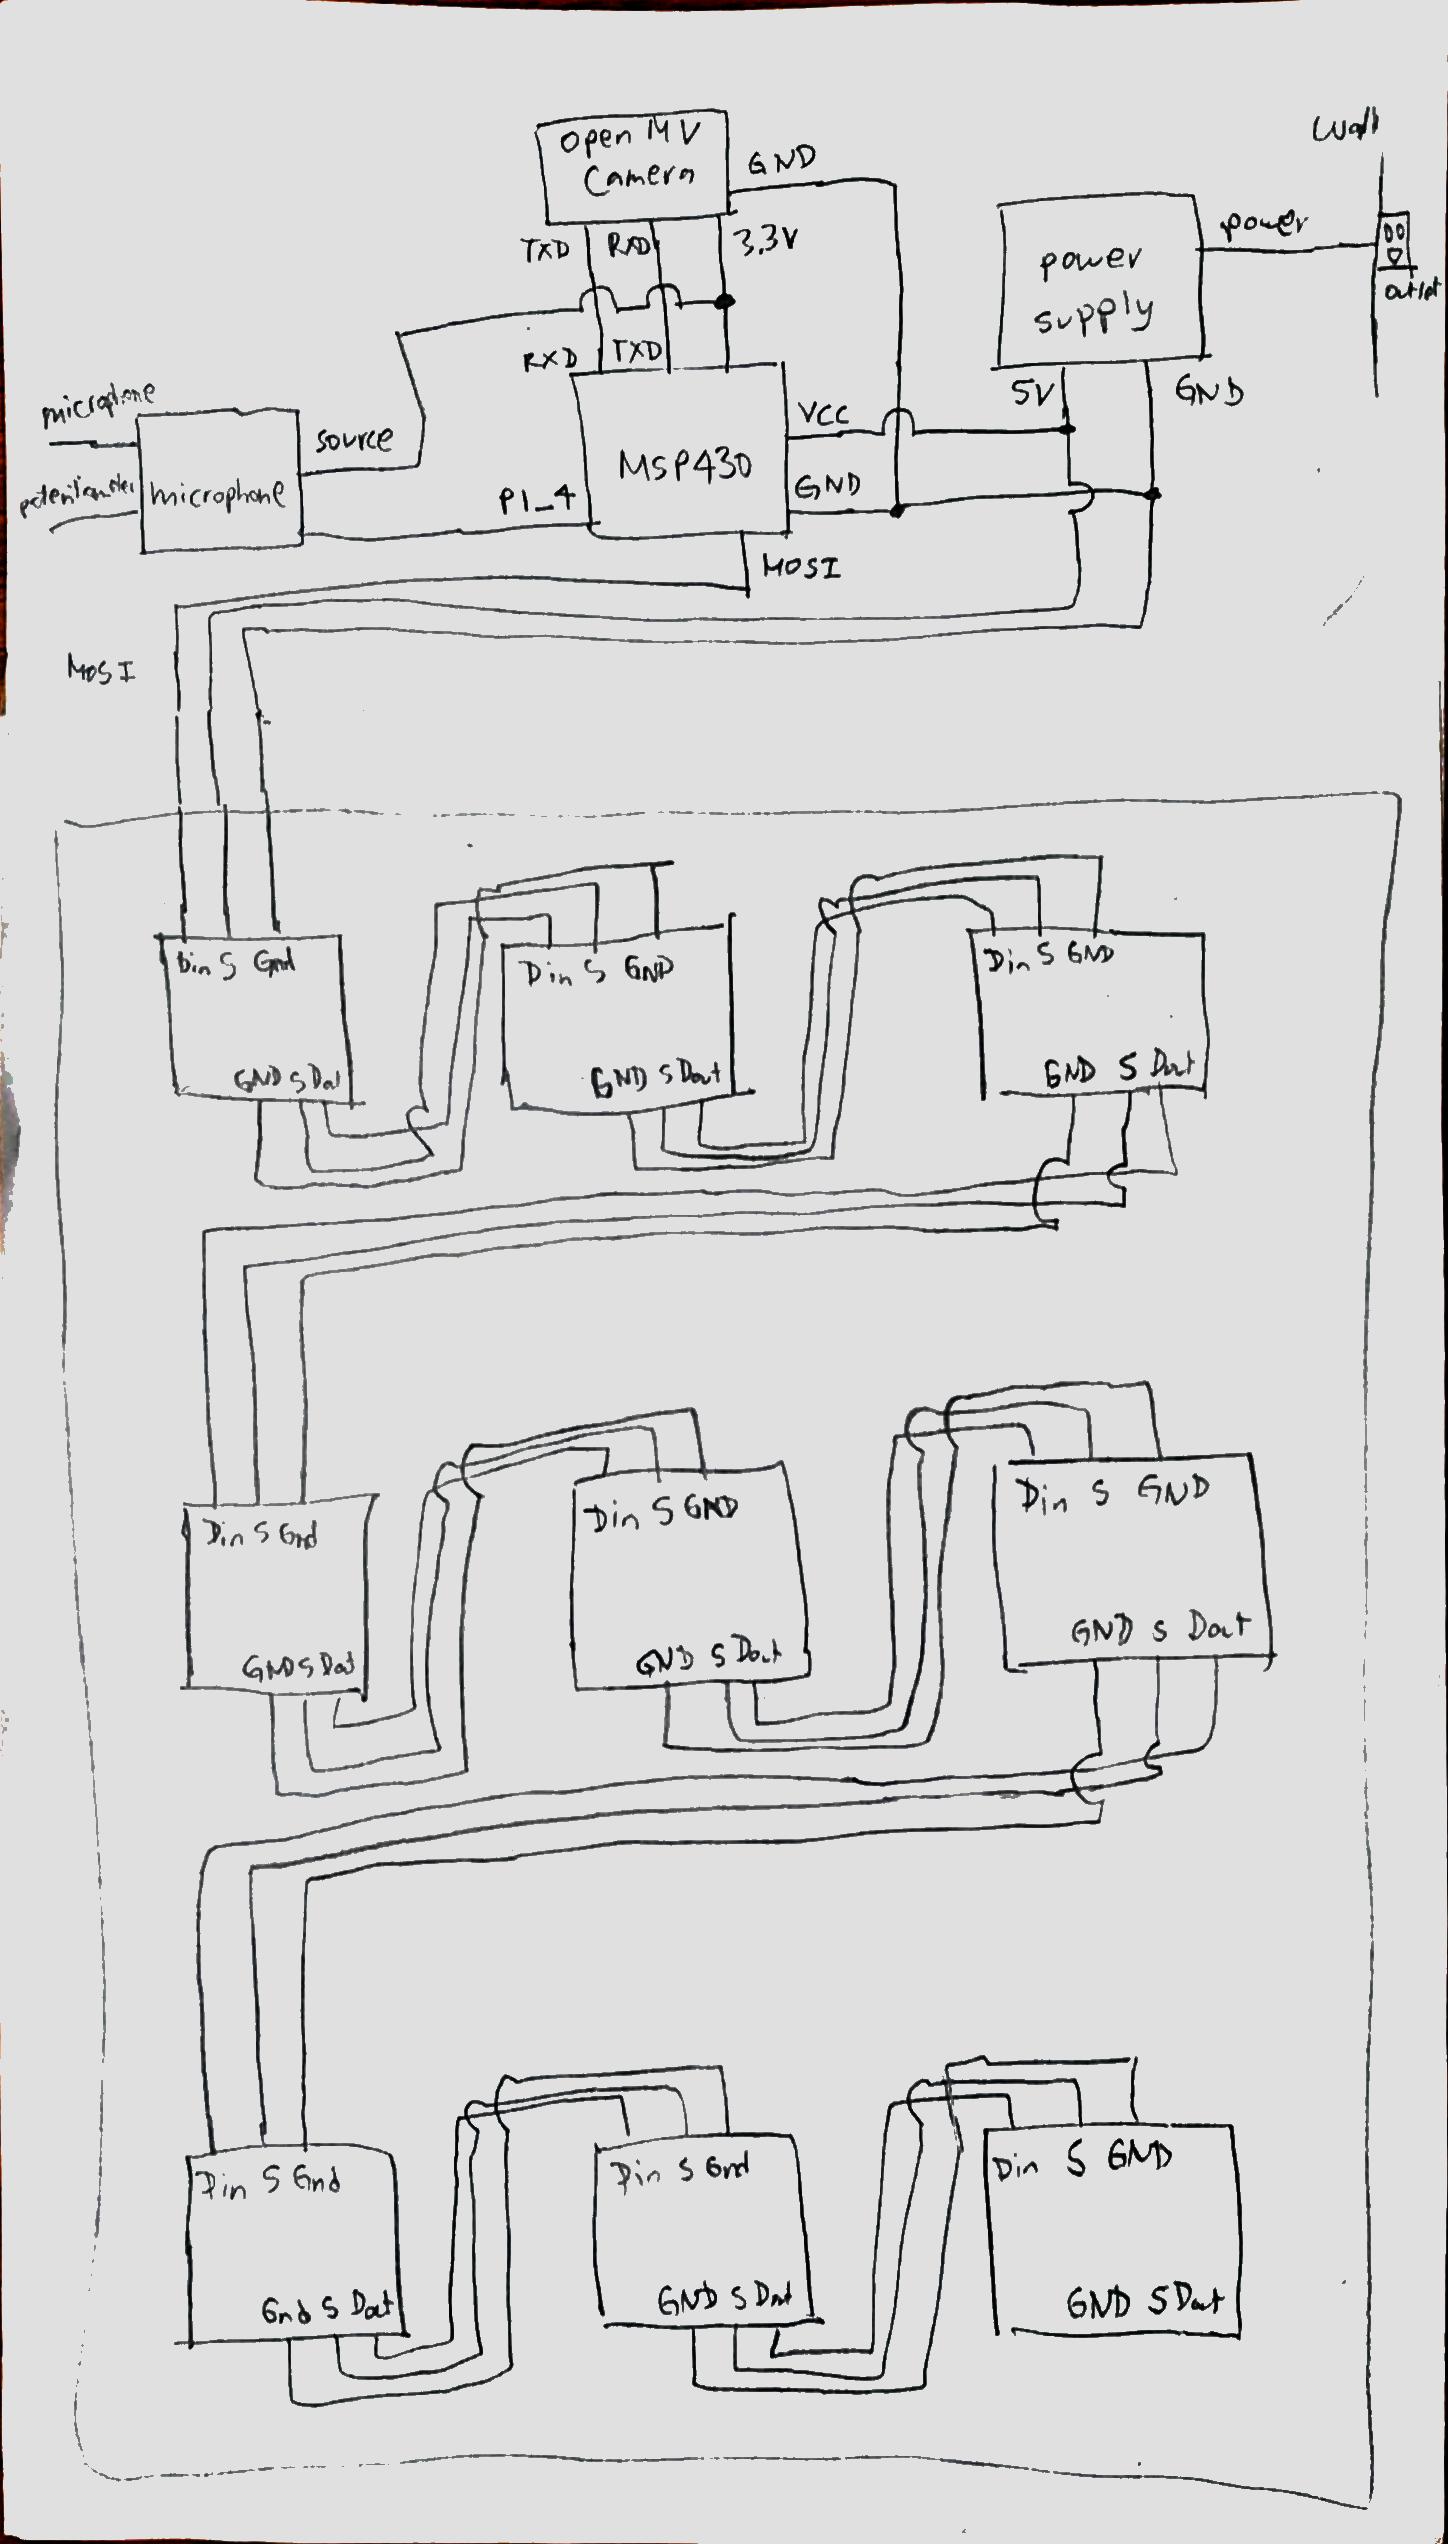 Wall
Open MV
Camera
GND
TXD
RXD
3.3V
power
power
supply
outlet
RXD
TXD
5V
GND
microphone
source
VCC
MSP430
GND
microphone
P1_4
MOSI
MOSI
Din S Gnd
Din S GND
Din S GND
GND S Dout
GND S Dout
GND S Dout
Din S Gnd
Din S GND
Din S GND
GND S Dout
GND S Dout
GND S Dout
Din S Gnd
Din S Gnd
Din S GND
Gnd S Dout
GND S Dout
GND S Dout